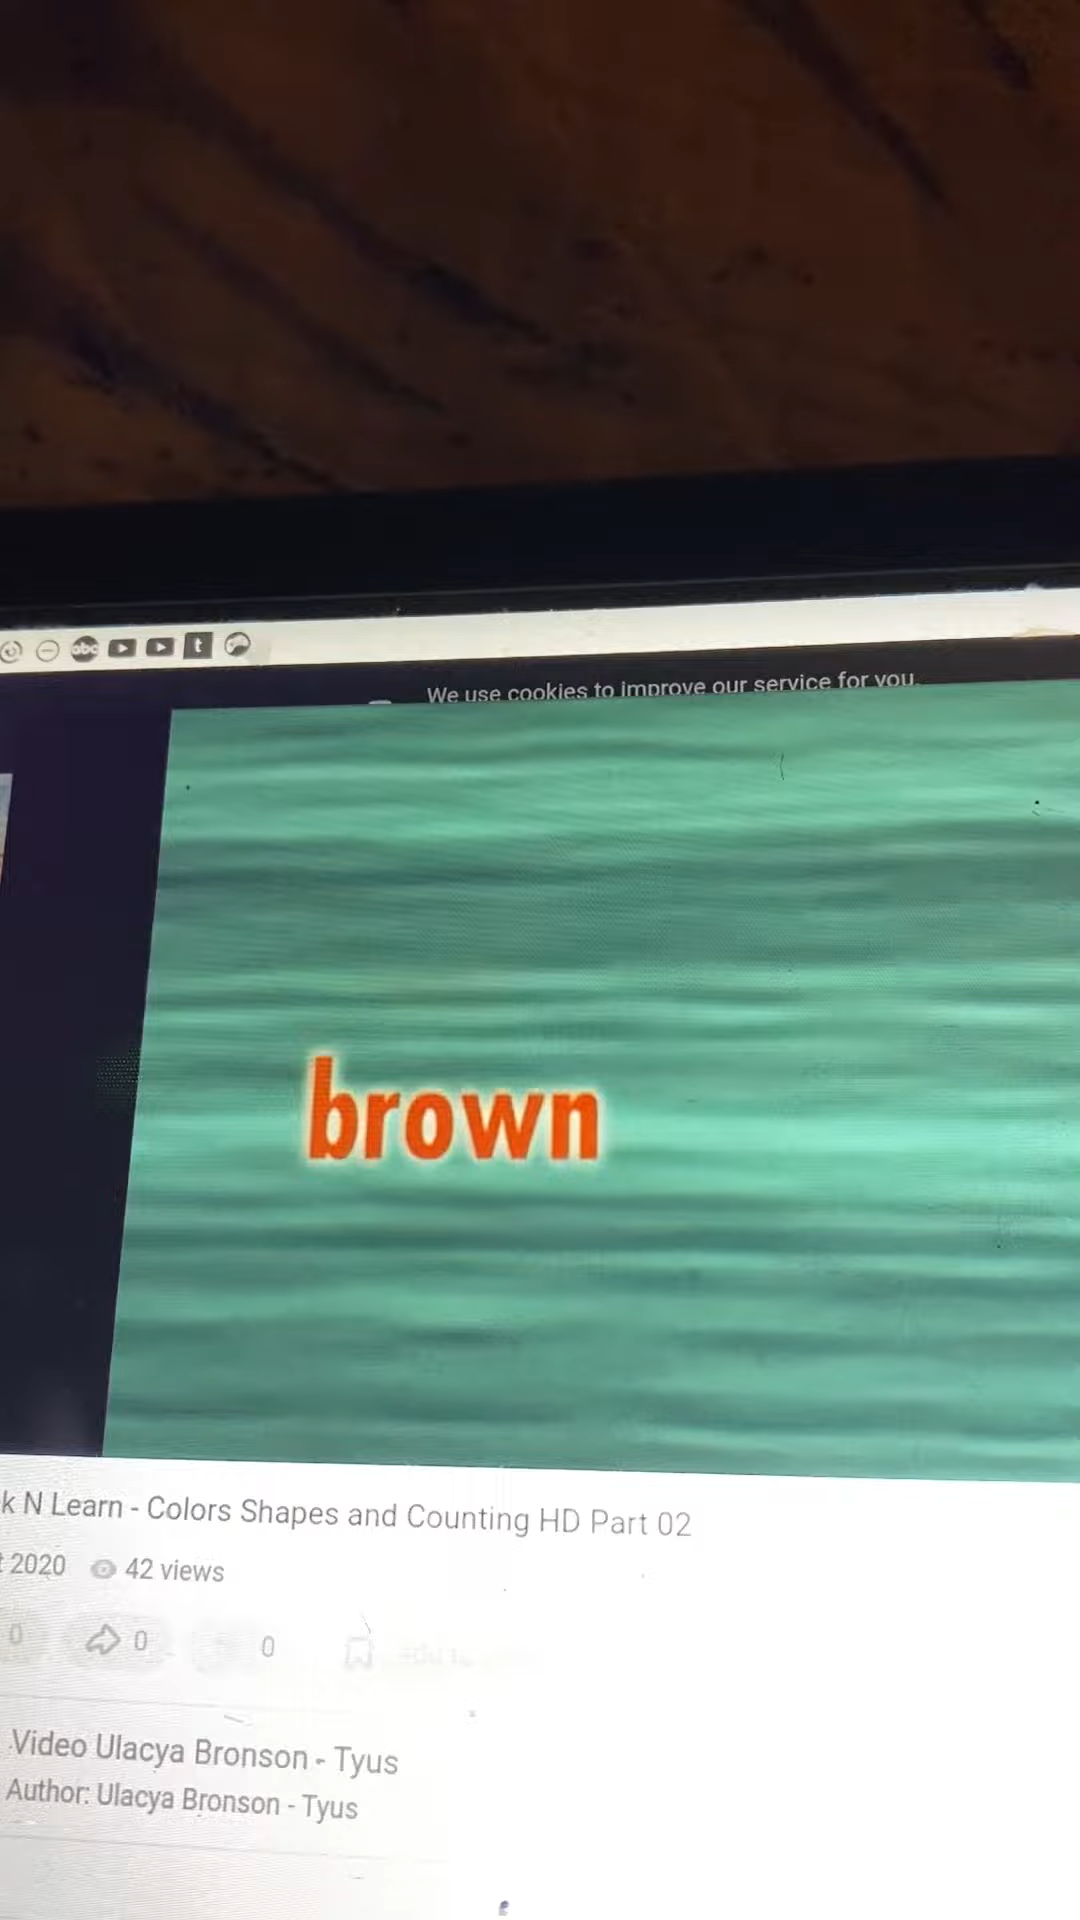 abc t
We use cookies to improve our service for you.
brown
k N Learn - Colors Shapes and Counting HD Part 02
t 2020 42 views
0 0 0
Video Ulacya Bronson - Tyus
Author: Ulacya Bronson - Tyus